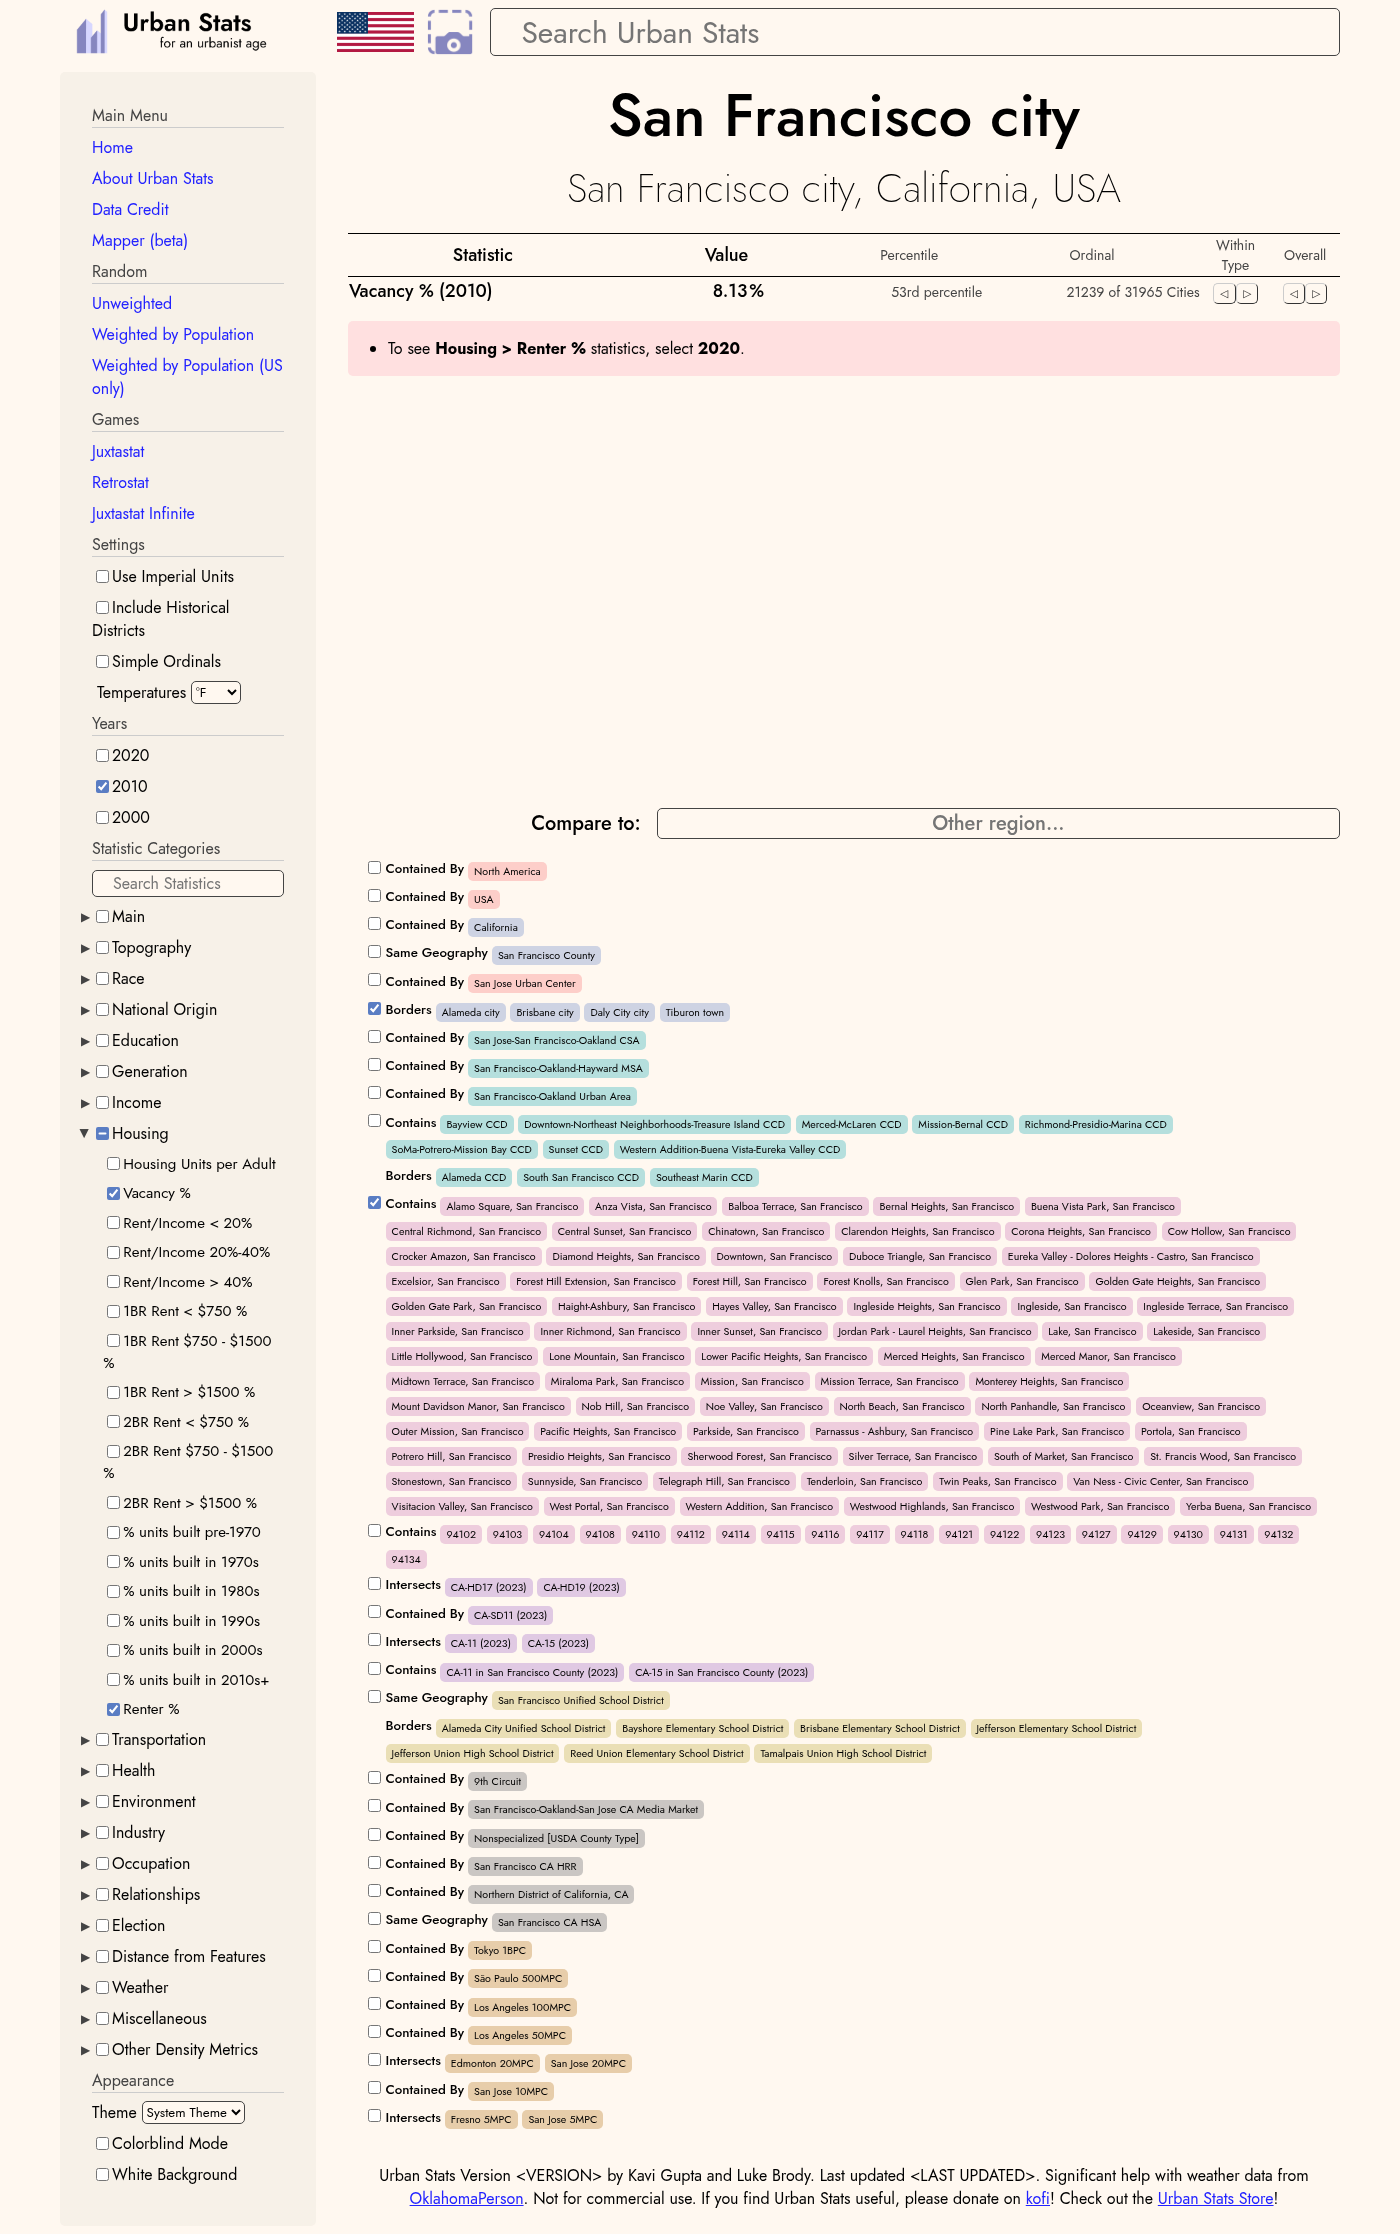 Urban Stats
for an urbanist age
Search Urban Stats
Main Menu
Home
About Urban Stats
Data Credit
Mapper (beta)
Random
Unweighted
Weighted by Population
Weighted by Population (US
only)
Games
Juxtastat
Retrostat
Juxtastat Infinite
Settings
Use Imperial Units
Include Historical
Districts
Simple Ordinals
Temperatures °F
Years
2020
2010
2000
Statistic Categories
Search Statistics
Main
Topography
Race
National Origin
Education
Generation
Income
Housing
Housing Units per Adult
Vacancy %
Rent/Income < 20%
Rent/Income 20%-40%
Rent/Income > 40%
1BR Rent < $750 %
1BR Rent $750 - $1500
%
1BR Rent > $1500 %
2BR Rent < $750 %
2BR Rent $750 - $1500
%
2BR Rent > $1500 %
% units built pre-1970
% units built in 1970s
% units built in 1980s
% units built in 1990s
% units built in 2000s
% units built in 2010s+
Renter %
Transportation
Health
Environment
Industry
Occupation
Relationships
Election
Distance from Features
Weather
Miscellaneous
Other Density Metrics
Appearance
Theme System Theme
Colorblind Mode
White Background
San Francisco city
San Francisco city, California, USA
Statistic Value Percentile Ordinal Within Type Overall
Vacancy % (2010) 8.13% 53rd percentile 21239 of 31965 Cities
To see Housing > Renter % statistics, select 2020.
Compare to: Other region...
Contained By North America
Contained By USA
Contained By California
Same Geography San Francisco County
Contained By San Jose Urban Center
Borders Alameda city Brisbane city Daly City city Tiburon town
Contained By San Jose-San Francisco-Oakland CSA
Contained By San Francisco-Oakland-Hayward MSA
Contained By San Francisco-Oakland Urban Area
Contains Bayview CCD Downtown-Northeast Neighborhoods-Treasure Island CCD Merced-McLaren CCD Mission-Bernal CCD Richmond-Presidio-Marina CCD
SoMa-Potrero-Mission Bay CCD Sunset CCD Western Addition-Buena Vista-Eureka Valley CCD
Borders Alameda CCD South San Francisco CCD Southeast Marin CCD
Contains Alamo Square, San Francisco Anza Vista, San Francisco Balboa Terrace, San Francisco Bernal Heights, San Francisco Buena Vista Park, San Francisco
Central Richmond, San Francisco Central Sunset, San Francisco Chinatown, San Francisco Clarendon Heights, San Francisco Corona Heights, San Francisco Cow Hollow, San Francisco
Crocker Amazon, San Francisco Diamond Heights, San Francisco Downtown, San Francisco Duboce Triangle, San Francisco Eureka Valley - Dolores Heights - Castro, San Francisco
Excelsior, San Francisco Forest Hill Extension, San Francisco Forest Hill, San Francisco Forest Knolls, San Francisco Glen Park, San Francisco Golden Gate Heights, San Francisco
Golden Gate Park, San Francisco Haight-Ashbury, San Francisco Hayes Valley, San Francisco Ingleside Heights, San Francisco Ingleside, San Francisco Ingleside Terrace, San Francisco
Inner Parkside, San Francisco Inner Richmond, San Francisco Inner Sunset, San Francisco Jordan Park - Laurel Heights, San Francisco Lake, San Francisco Lakeside, San Francisco
Little Hollywood, San Francisco Lone Mountain, San Francisco Lower Pacific Heights, San Francisco Merced Heights, San Francisco Merced Manor, San Francisco
Midtown Terrace, San Francisco Miraloma Park, San Francisco Mission, San Francisco Mission Terrace, San Francisco Monterey Heights, San Francisco
Mount Davidson Manor, San Francisco Nob Hill, San Francisco Noe Valley, San Francisco North Beach, San Francisco North Panhandle, San Francisco Oceanview, San Francisco
Outer Mission, San Francisco Pacific Heights, San Francisco Parkside, San Francisco Parnassus - Ashbury, San Francisco Pine Lake Park, San Francisco Portola, San Francisco
Potrero Hill, San Francisco Presidio Heights, San Francisco Sherwood Forest, San Francisco Silver Terrace, San Francisco South of Market, San Francisco St. Francis Wood, San Francisco
Stonestown, San Francisco Sunnyside, San Francisco Telegraph Hill, San Francisco Tenderloin, San Francisco Twin Peaks, San Francisco Van Ness - Civic Center, San Francisco
Visitacion Valley, San Francisco West Portal, San Francisco Western Addition, San Francisco Westwood Highlands, San Francisco Westwood Park, San Francisco Yerba Buena, San Francisco
Contains 94102 94103 94104 94108 94110 94112 94114 94115 94116 94117 94118 94121 94122 94123 94127 94129 94130 94131 94132
94134
Intersects CA-HD17 (2023) CA-HD19 (2023)
Contained By CA-SD11 (2023)
Intersects CA-11 (2023) CA-15 (2023)
Contains CA-11 in San Francisco County (2023) CA-15 in San Francisco County (2023)
Same Geography San Francisco Unified School District
Borders Alameda City Unified School District Bayshore Elementary School District Brisbane Elementary School District Jefferson Elementary School District
Jefferson Union High School District Reed Union Elementary School District Tamalpais Union High School District
Contained By 9th Circuit
Contained By San Francisco-Oakland-San Jose CA Media Market
Contained By Nonspecialized [USDA County Type]
Contained By San Francisco CA HRR
Contained By Northern District of California, CA
Same Geography San Francisco CA HSA
Contained By Tokyo 1BPC
Contained By São Paulo 500MPC
Contained By Los Angeles 100MPC
Contained By Los Angeles 50MPC
Intersects Edmonton 20MPC San Jose 20MPC
Contained By San Jose 10MPC
Intersects Fresno 5MPC San Jose 5MPC
Urban Stats Version <VERSION> by Kavi Gupta and Luke Brody. Last updated <LAST UPDATED>. Significant help with weather data from
OklahomaPerson. Not for commercial use. If you find Urban Stats useful, please donate on kofi! Check out the Urban Stats Store!